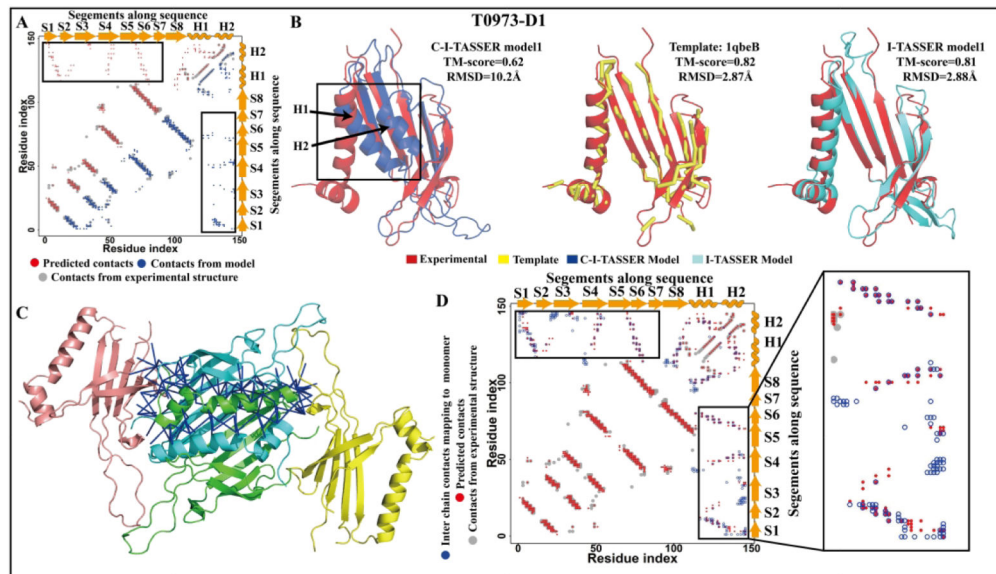 A
Segements along sequence
S1 S2 S3 S4 S5 S6 S7 S8 H1 H2
150
100
50
0
Residue index
0 50 100 150
Residue index
H2
H1
S8
S7
S6
S5
S4
S3
S2
S1
Segements along sequence
Predicted contacts
Contacts from model
Contacts from experimental structure
B
T0973-D1
C-I-TASSER model1
TM-score=0.62
RMSD=10.2Å
H1
H2
Template: 1qbeB
TM-score=0.82
RMSD=2.87Å
I-TASSER model1
TM-score=0.81
RMSD=2.88Å
Experimental
Template
C-I-TASSER Model
I-TASSER Model
C
D
Segements along sequence
S1 S2 S3 S4 S5 S6 S7 S8 H1 H2
150
100
50
0
Residue index
0 50 100 150
Residue index
H2
H1
S8
S7
S6
S5
S4
S3
S2
S1
Segements along sequence
Inter chain contacts mapping to monomer
Predicted contacts
Contacts from experimental structure